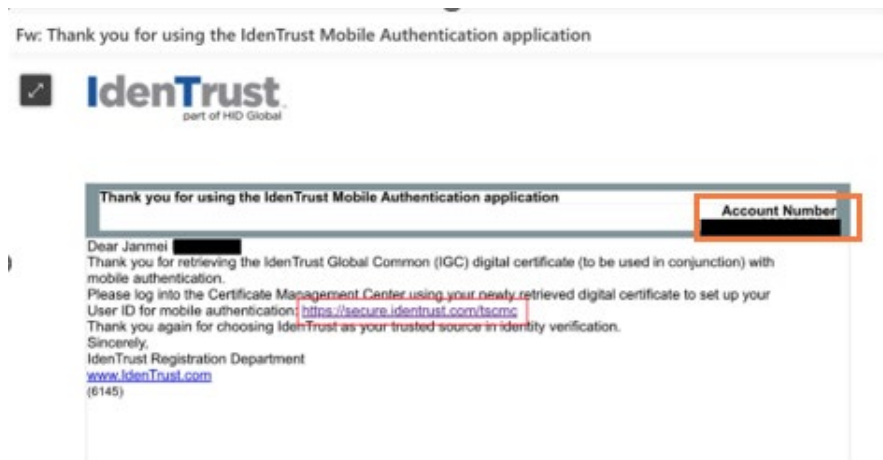 Fw: Thank you for using the IdenTrust Mobile Authentication application
IdenTrust
part of HID Global
Thank you for using the IdenTrust Mobile Authentication application
Account Number
Dear Janmei
Thank you for retrieving the IdenTrust Global Common (IGC) digital certificate (to be used in conjunction) with
mobile authentication.
Please log into the Certificate Management Center using your newly retrieved digital certificate to set up your
User ID for mobile authentication: https://secure.identrust.com/tscmc
Thank you again for choosing IdenTrust as your trusted source in identity verification.
Sincerely,
IdenTrust Registration Department
www.IdenTrust.com
(6145)